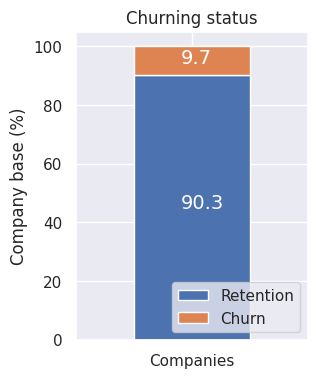 Churning status
Company base (%)
100
80
60
40
20
0
9.7
90.3
Retention
Churn
Companies